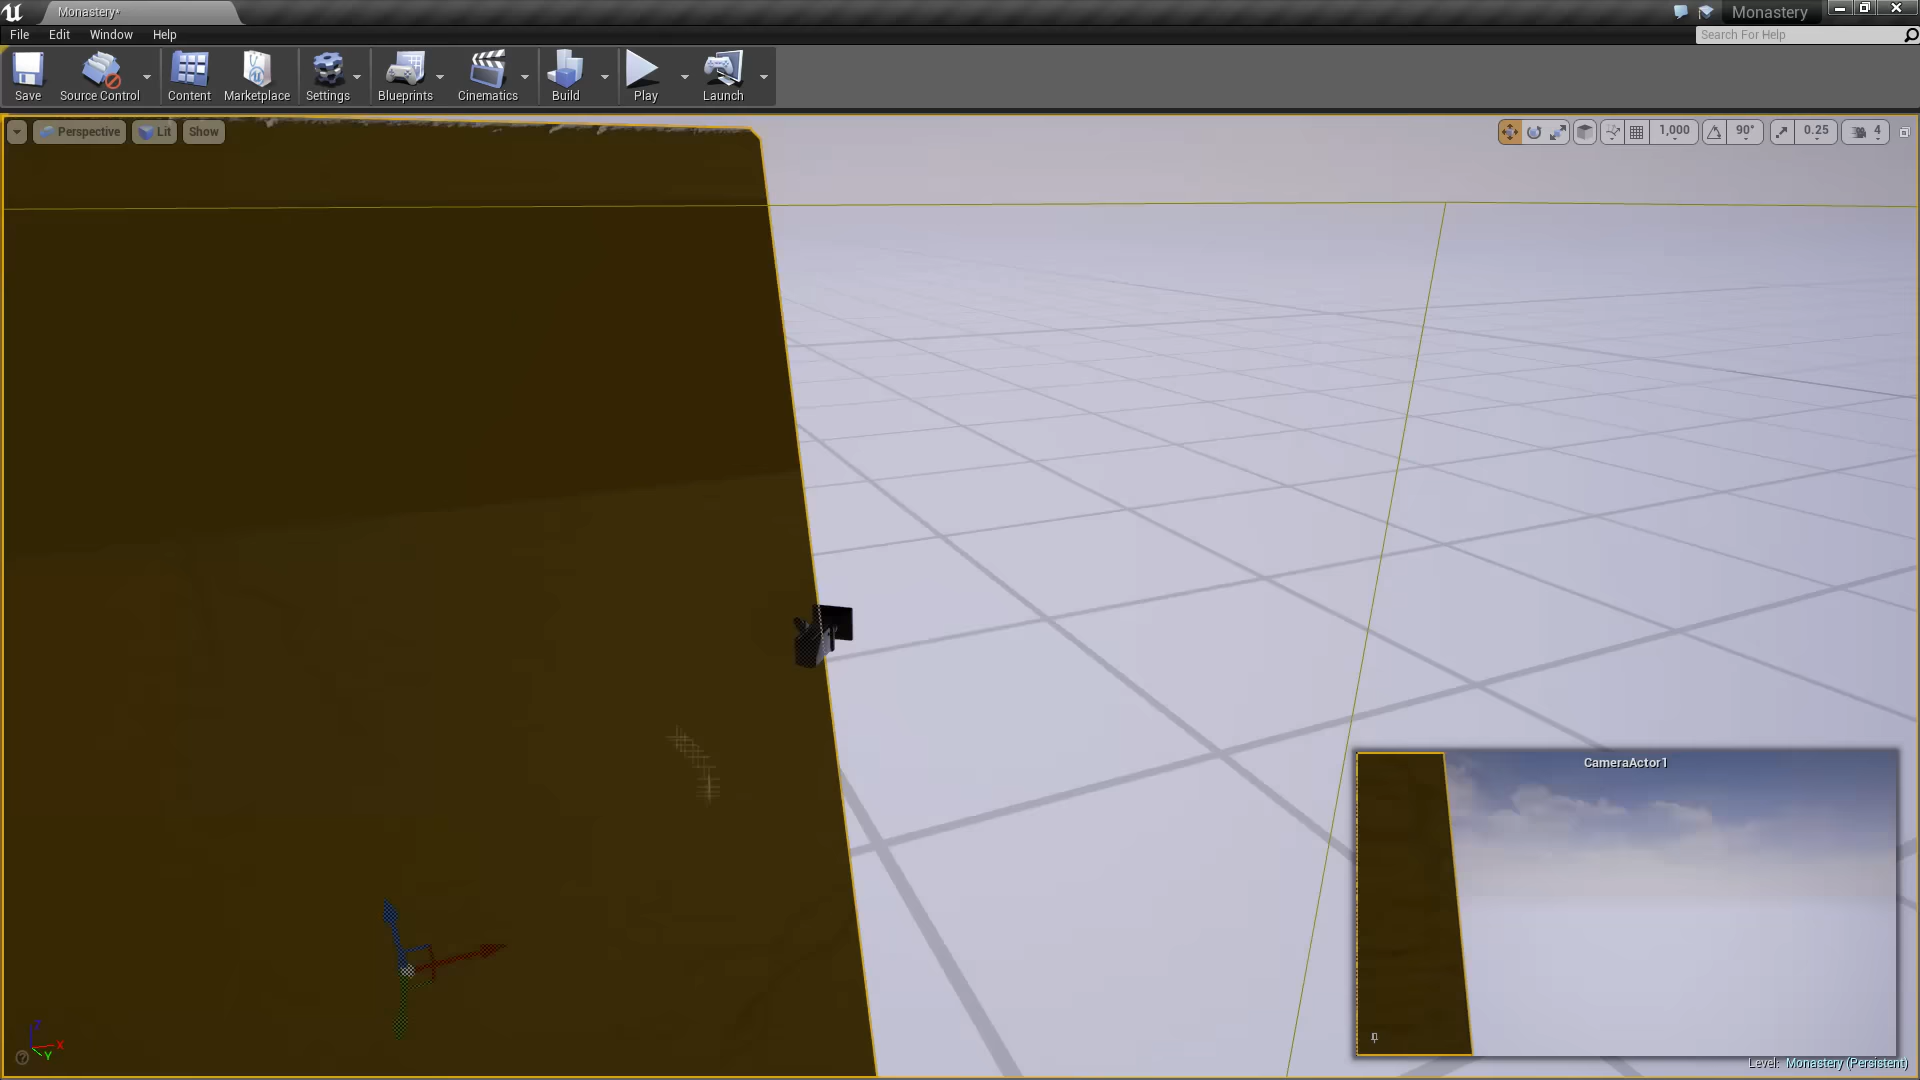 Monastery*
Monastery
File Edit Window Help
Search For Help
Save Source Control Content Marketplace Settings Blueprints Cinematics Build Play Launch
Perspective Lit Show
1,000 90° 0.25 4
CameraActor1
Z X Y
Level: Monastery (Persistent)